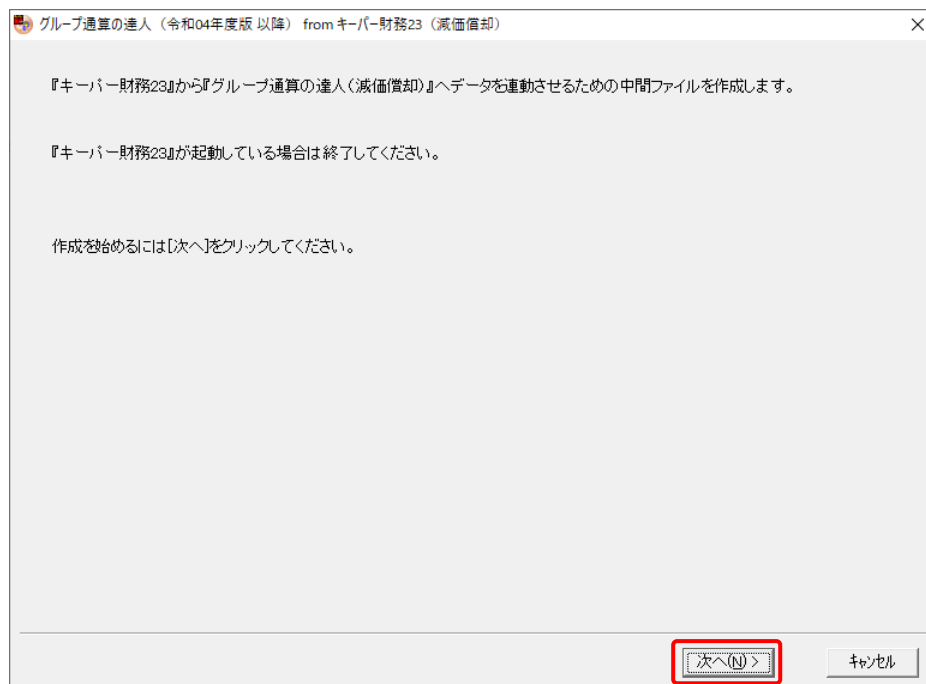 グループ通算の達人（令和04年度版 以降） from キーパー財務23（減価償却）
『キーパー財務23』から『グループ通算の達人(減価償却)』へデータを連動させるための中間ファイルを作成します。
『キーパー財務23』が起動している場合は終了してください。
作成を始めるには[次へ]をクリックしてください。
次へ(N) >
キャンセル